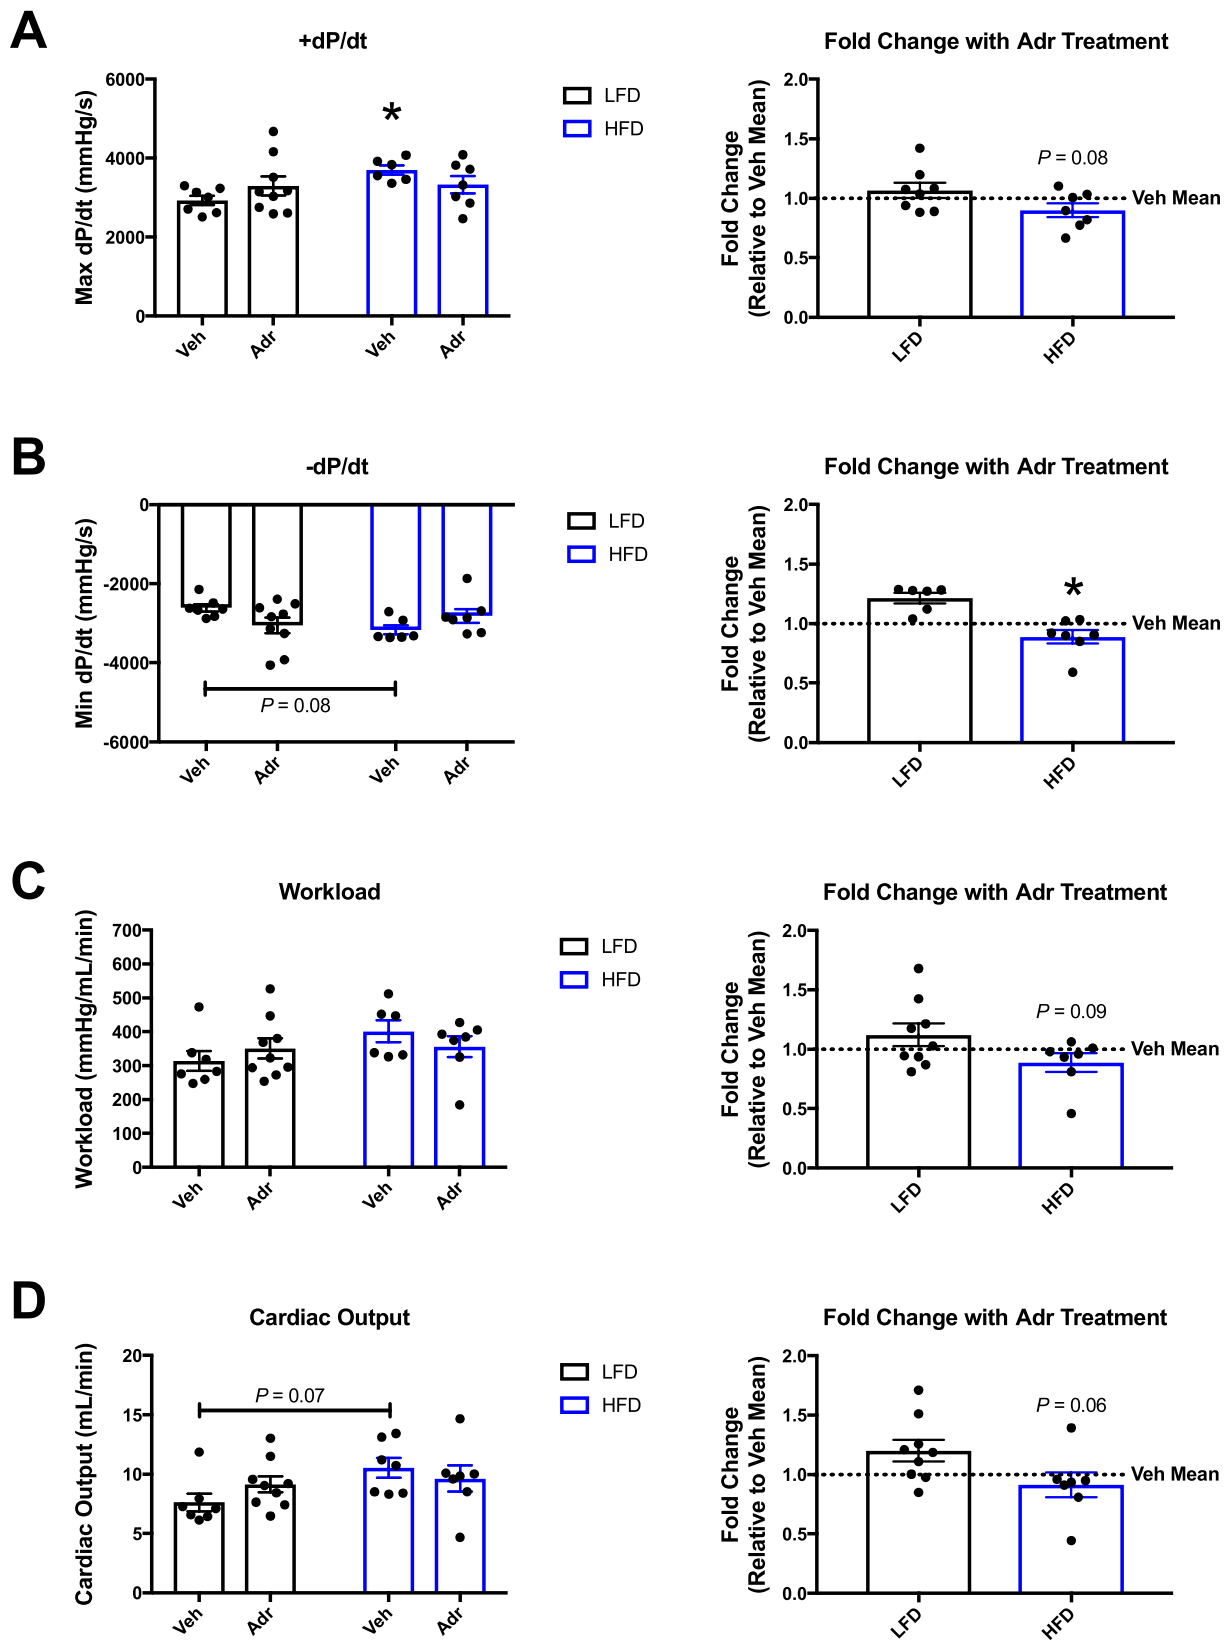 A
+dP/dt
Max dP/dt (mmHg/s)
6000
4000
2000
0
*
LFD
HFD
Veh
Adr
Veh
Adr
Fold Change with Adr Treatment
Fold Change
(Relative to Veh Mean)
2.0
1.5
1.0
0.5
0.0
P = 0.08
Veh Mean
LFD
HFD
B
-dP/dt
Min dP/dt (mmHg/s)
0
-2000
-4000
-6000
P = 0.08
LFD
HFD
Veh
Adr
Veh
Adr
Fold Change with Adr Treatment
Fold Change
(Relative to Veh Mean)
2.0
1.5
1.0
0.5
0.0
*
Veh Mean
LFD
HFD
C
Workload
Workload (mmHg/mL/min)
700
600
500
400
300
200
100
0
LFD
HFD
Veh
Adr
Veh
Adr
Fold Change with Adr Treatment
Fold Change
(Relative to Veh Mean)
2.0
1.5
1.0
0.5
0.0
P = 0.09
Veh Mean
LFD
HFD
D
Cardiac Output
Cardiac Output (mL/min)
20
15
10
5
0
P = 0.07
LFD
HFD
Veh
Adr
Veh
Adr
Fold Change with Adr Treatment
Fold Change
(Relative to Veh Mean)
2.0
1.5
1.0
0.5
0.0
P = 0.06
Veh Mean
LFD
HFD